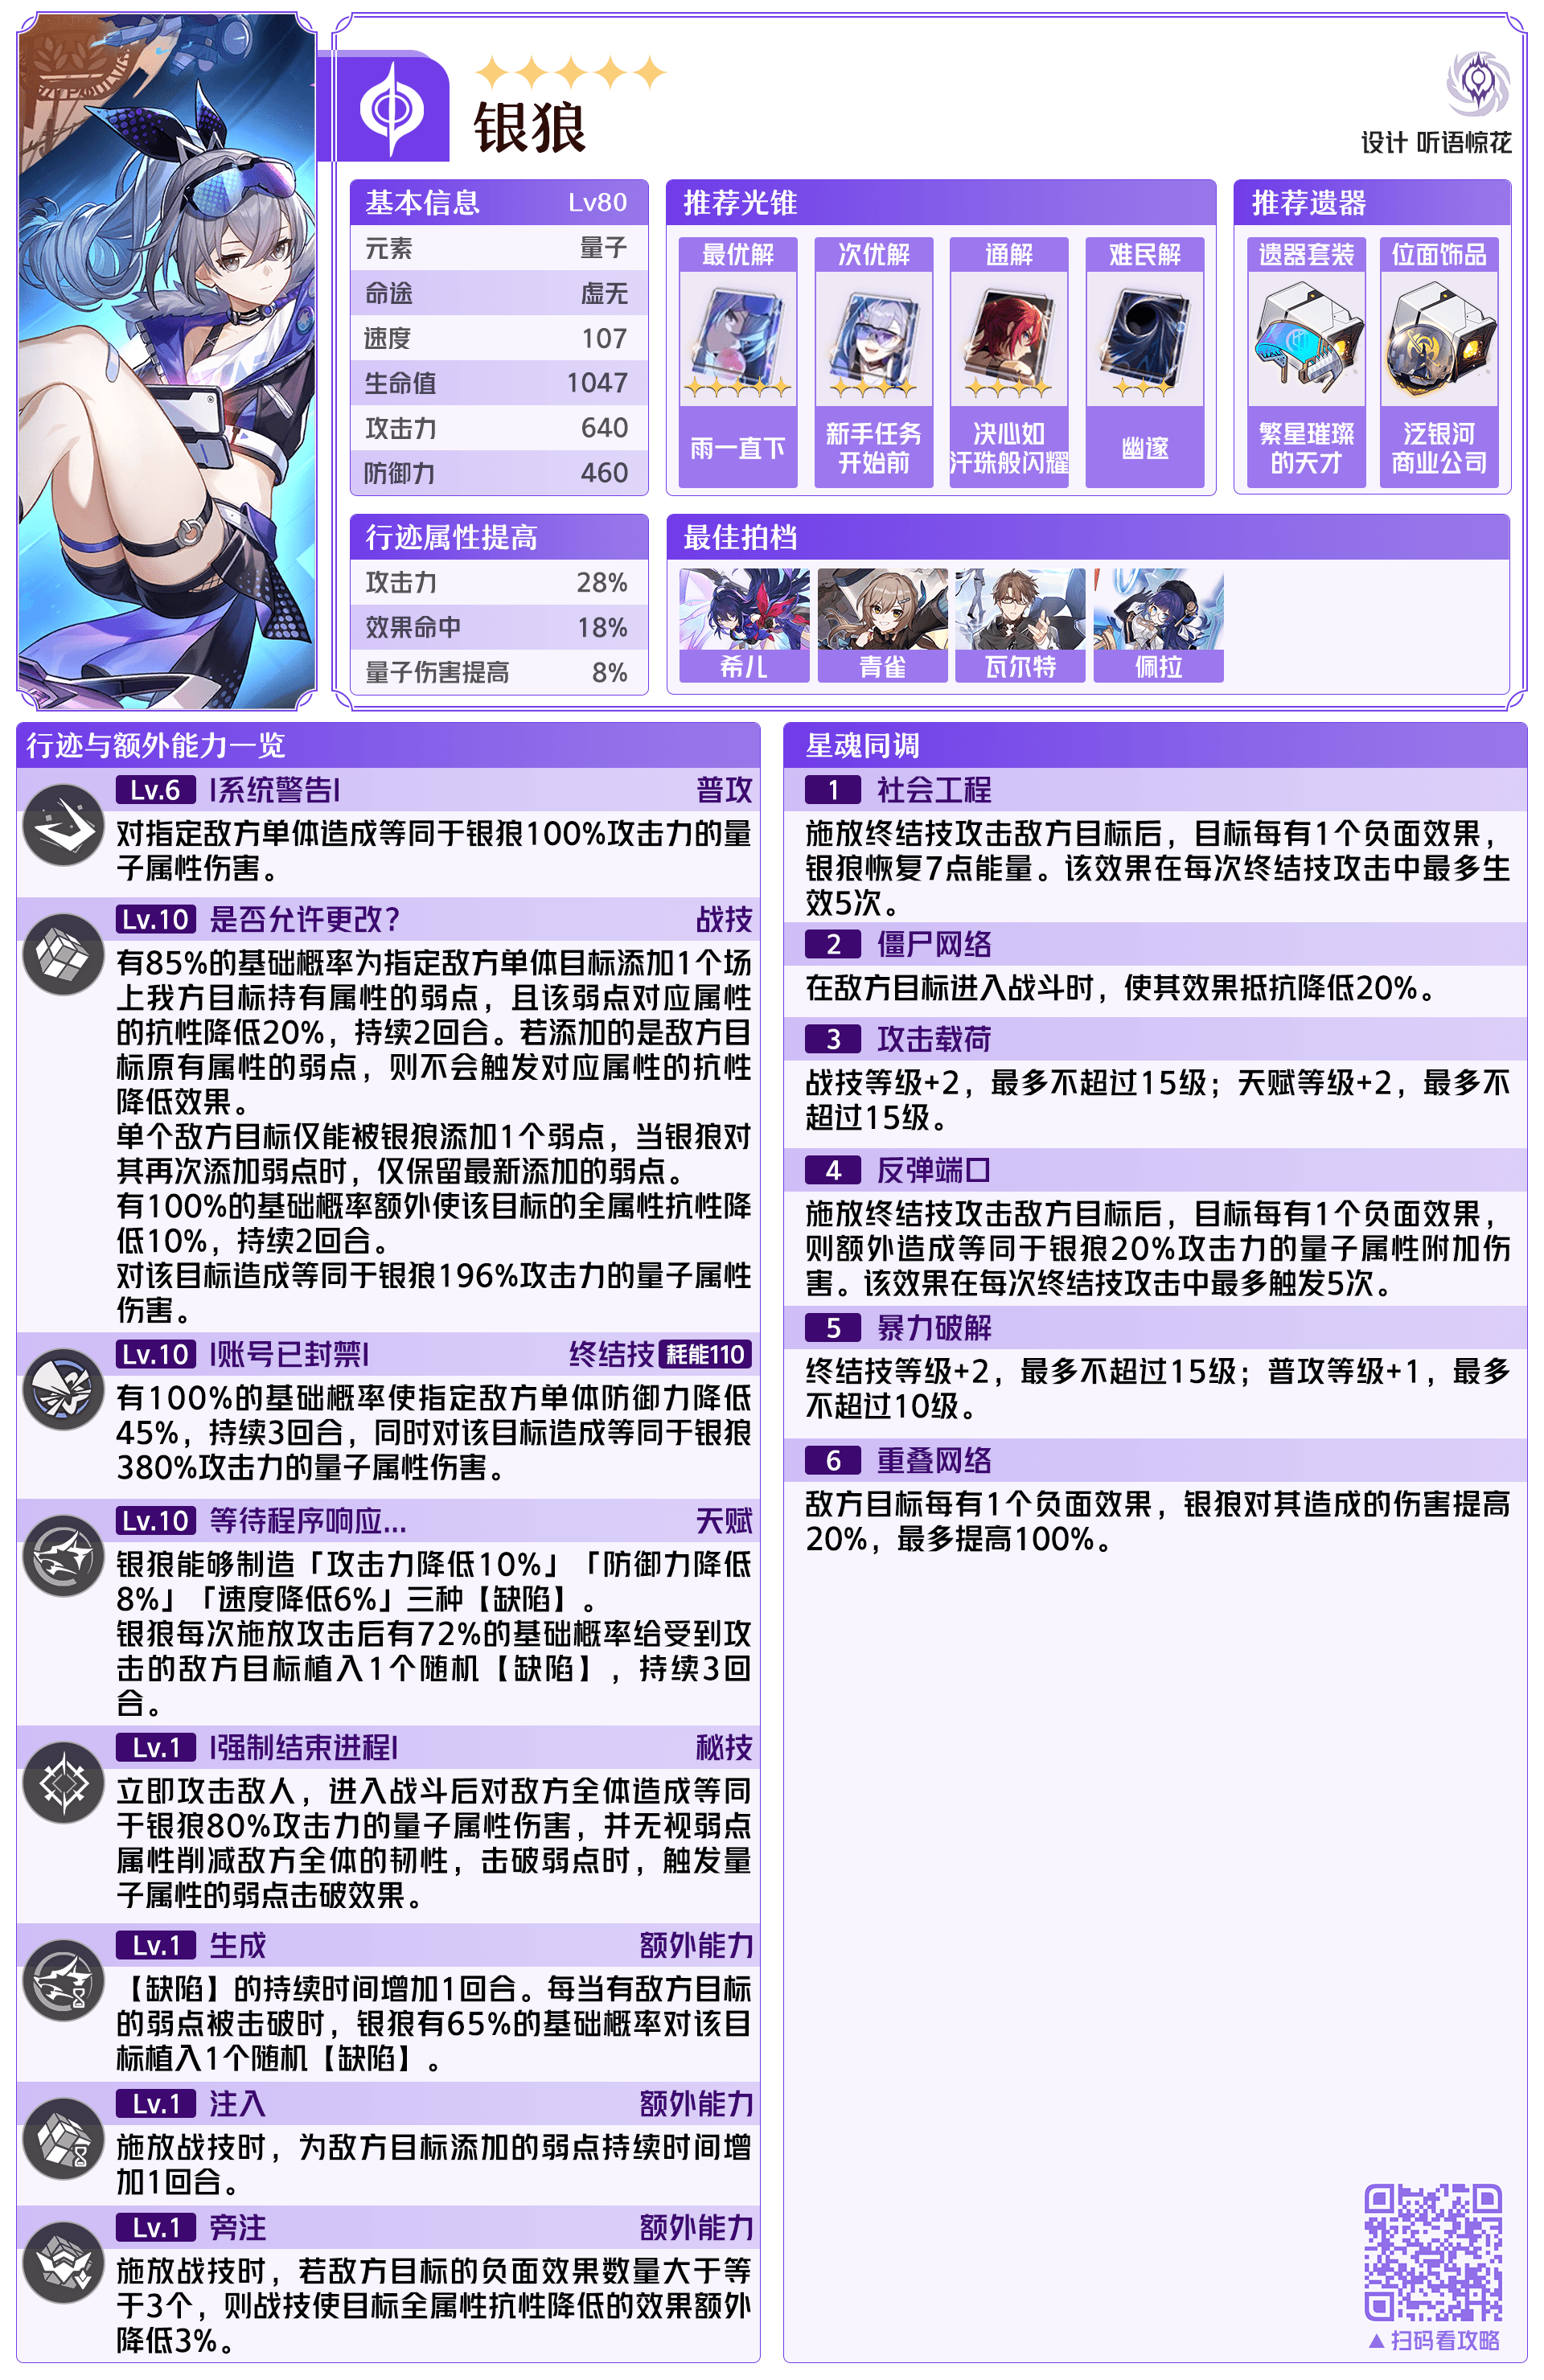 银狼
设计 听语惊花
基本信息 Lv80
元素 量子
命途 虚无
速度 107
生命值 1047
攻击力 640
防御力 460
推荐光锥
最优解 次优解 通解 难民解
雨一直下
新手任务
开始前
决心如
汗珠般闪耀
幽邃
推荐遗器
遗器套装 位面饰品
繁星璀璨
的天才
泛银河
商业公司
行迹属性提高
攻击力 28%
效果命中 18%
量子伤害提高 8%
最佳拍档
希儿 青雀 瓦尔特 佩拉
行迹与额外能力一览
Lv.6 |系统警告| 普攻
对指定敌方单体造成等同于银狼100%攻击力的量
子属性伤害。
Lv.10 是否允许更改？ 战技
有85%的基础概率为指定敌方单体目标添加1个场
上我方目标持有属性的弱点，且该弱点对应属性
的抗性降低20%，持续2回合。若添加的是敌方目
标原有属性的弱点，则不会触发对应属性的抗性
降低效果。
单个敌方目标仅能被银狼添加1个弱点，当银狼对
其再次添加弱点时，仅保留最新添加的弱点。
有100%的基础概率额外使该目标的全属性抗性降
低10%，持续2回合。
对该目标造成等同于银狼196%攻击力的量子属性
伤害。
Lv.10 |账号已封禁| 终结技 耗能110
有100%的基础概率使指定敌方单体防御力降低
45%，持续3回合，同时对该目标造成等同于银狼
380%攻击力的量子属性伤害。
Lv.10 等待程序响应... 天赋
银狼能够制造「攻击力降低10%」「防御力降低
8%」「速度降低6%」三种【缺陷】。
银狼每次施放攻击后有72%的基础概率给受到攻
击的敌方目标植入1个随机【缺陷】，持续3回
合。
Lv.1 |强制结束进程| 秘技
立即攻击敌人，进入战斗后对敌方全体造成等同
于银狼80%攻击力的量子属性伤害，并无视弱点
属性削减敌方全体的韧性，击破弱点时，触发量
子属性的弱点击破效果。
Lv.1 生成 额外能力
【缺陷】的持续时间增加1回合。每当有敌方目标
的弱点被击破时，银狼有65%的基础概率对该目
标植入1个随机【缺陷】。
Lv.1 注入 额外能力
施放战技时，为敌方目标添加的弱点持续时间增
加1回合。
Lv.1 旁注 额外能力
施放战技时，若敌方目标的负面效果数量大于等
于3个，则战技使目标全属性抗性降低的效果额外
降低3%。
星魂同调
1 社会工程
施放终结技攻击敌方目标后，目标每有1个负面效果，
银狼恢复7点能量。该效果在每次终结技攻击中最多生
效5次。
2 僵尸网络
在敌方目标进入战斗时，使其效果抵抗降低20%。
3 攻击载荷
战技等级+2，最多不超过15级；天赋等级+2，最多不
超过15级。
4 反弹端口
施放终结技攻击敌方目标后，目标每有1个负面效果，
则额外造成等同于银狼20%攻击力的量子属性附加伤
害。该效果在每次终结技攻击中最多触发5次。
5 暴力破解
终结技等级+2，最多不超过15级；普攻等级+1，最多
不超过10级。
6 重叠网络
敌方目标每有1个负面效果，银狼对其造成的伤害提高
20%，最多提高100%。
▲ 扫码看攻略